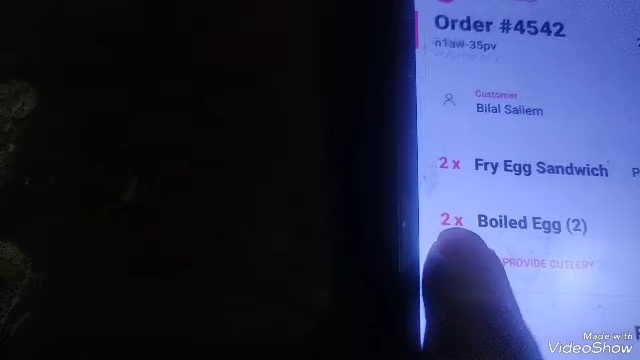 Order #4542
n1aw-35pv
Customer
Bilal Saliem
2 x Fry Egg Sandwich
2 x Boiled Egg (2)
PROVIDE CUTLERY
Made with
VideoShow